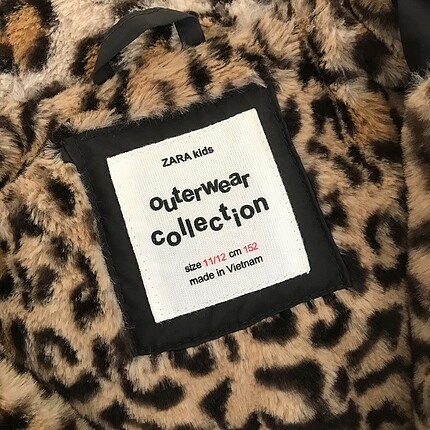 ZARA kids
outerwear
collection
size 11/12 cm 152
made in Vietnam